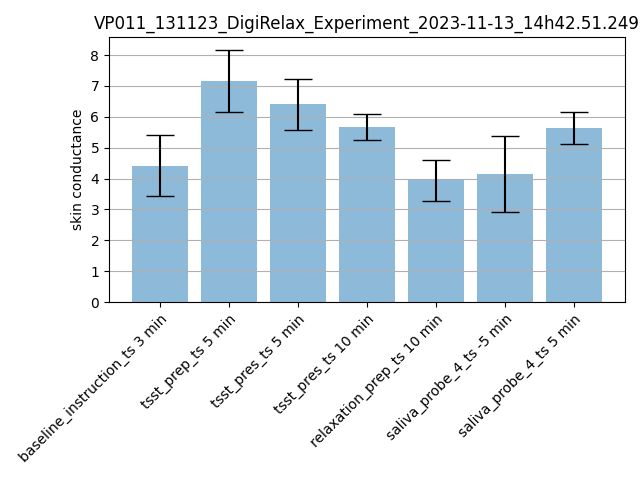 VP011_131123_DigiRelax_Experiment_2023-11-13_14h42.51.249
skin conductance
8
7
6
5
4
3
2
1
0
baseline_instruction_ts 3 min
tsst_prep_ts 5 min
tsst_pres_ts 5 min
tsst_pres_ts 10 min
relaxation_prep_ts 10 min
saliva_probe_4_ts -5 min
saliva_probe_4_ts 5 min